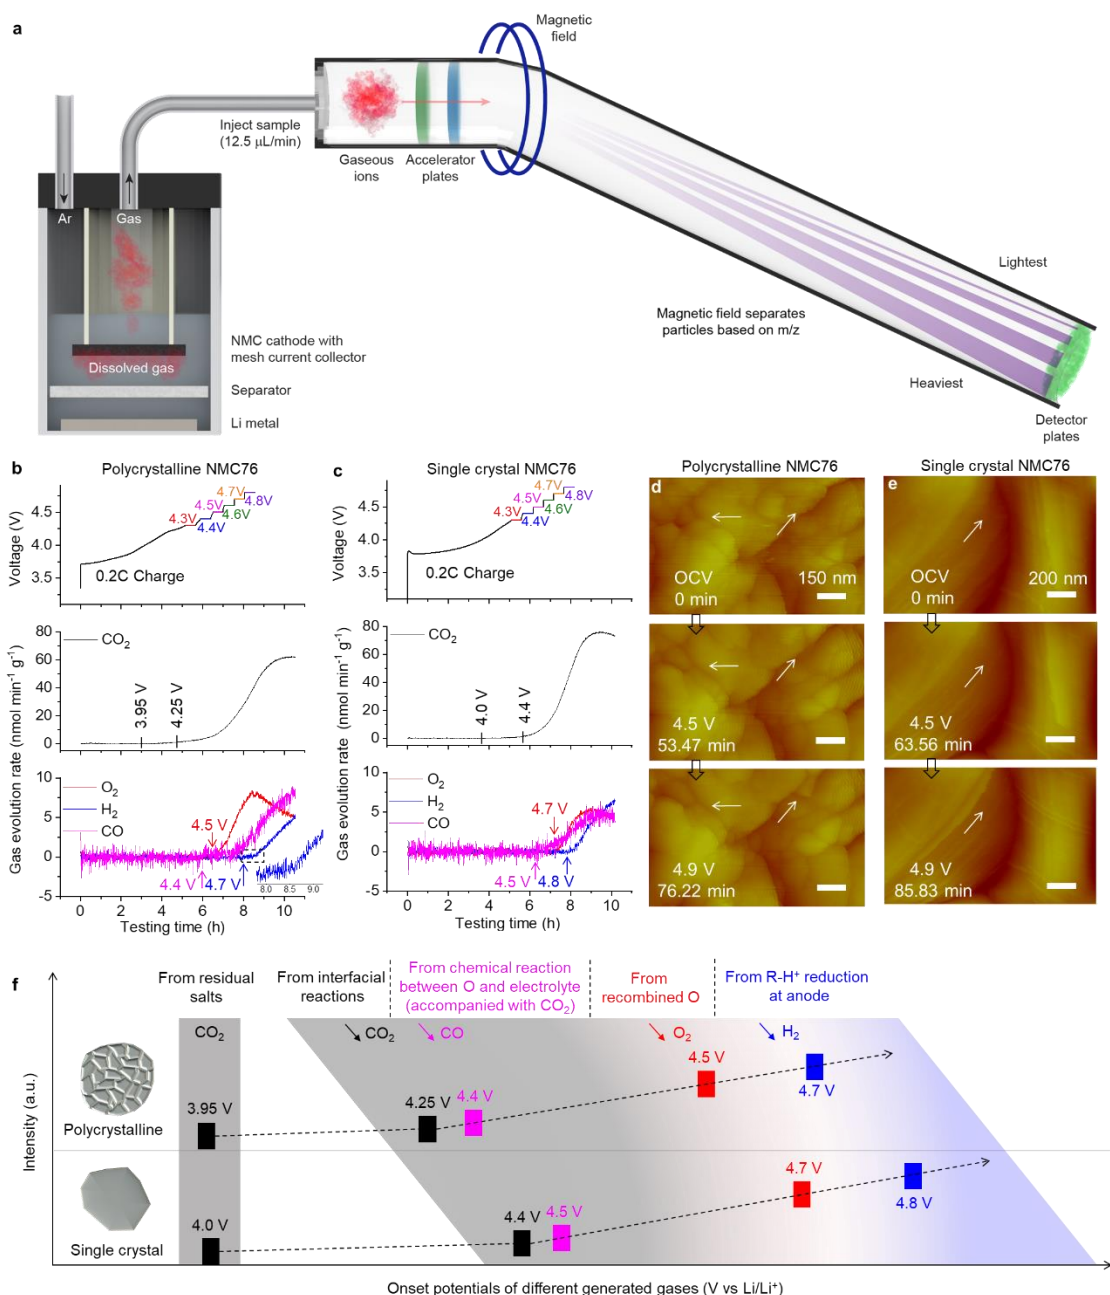 a
Magnetic
field
Inject sample
(12.5 μL/min)
Gaseous
ions
Accelerator
plates
Ar
Gas
Lightest
Magnetic field separates
particles based on m/z
NMC cathode with
mesh current collector
Dissolved gas
Separator
Li metal
Heaviest
Detector
plates
b
Polycrystalline NMC76
Voltage (V)
4.5
4.0
3.5
4.3V
4.4V
4.5V
4.6V
4.7V
4.8V
0.2C Charge
Gas evolution rate (nmol min⁻¹ g⁻¹)
80
60
40
20
0
CO₂
3.95 V
4.25 V
10
5
0
-5
O₂
H₂
CO
4.5 V
4.4 V
4.7 V
8.0 8.5 9.0
0 2 4 6 8 10
Testing time (h)
c
Single crystal NMC76
Voltage (V)
4.5
4.0
3.5
4.3V
4.4V
4.5V
4.6V
4.7V
4.8V
0.2C Charge
Gas evolution rate (nmol min⁻¹ g⁻¹)
80
60
40
20
0
CO₂
4.0 V
4.4 V
10
5
0
-5
O₂
H₂
CO
4.7 V
4.5 V
4.8 V
0 2 4 6 8 10
Testing time (h)
Polycrystalline NMC76
d
OCV
0 min
150 nm
4.5 V
53.47 min
4.9 V
76.22 min
Single crystal NMC76
e
OCV
0 min
200 nm
4.5 V
63.56 min
4.9 V
85.83 min
f
Intensity (a.u.)
From residual
salts
From interfacial
reactions
From chemical reaction
between O and electrolyte
(accompanied with CO₂)
From
recombined O
From R-H⁺ reduction
at anode
CO₂
CO₂
CO
O₂
H₂
Polycrystalline
3.95 V
4.25 V
4.4 V
4.5 V
4.7 V
Single crystal
4.0 V
4.4 V
4.5 V
4.7 V
4.8 V
Onset potentials of different generated gases (V vs Li/Li⁺)